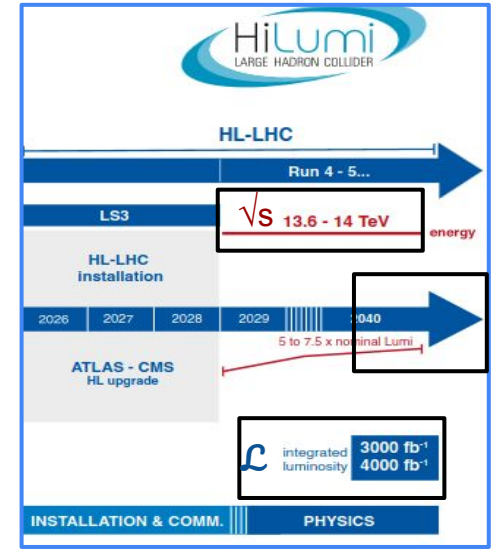 HiLumi
LARGE HADRON COLLIDER
HL-LHC
Run 4 - 5...
LS3
√s 13.6 - 14 TeV
energy
HL-LHC
installation
2026 2027 2028 2029 2040
5 to 7.5 x nominal Lumi
ATLAS - CMS
HL upgrade
ℒ integrated 3000 fb⁻¹
luminosity 4000 fb⁻¹
INSTALLATION & COMM. PHYSICS